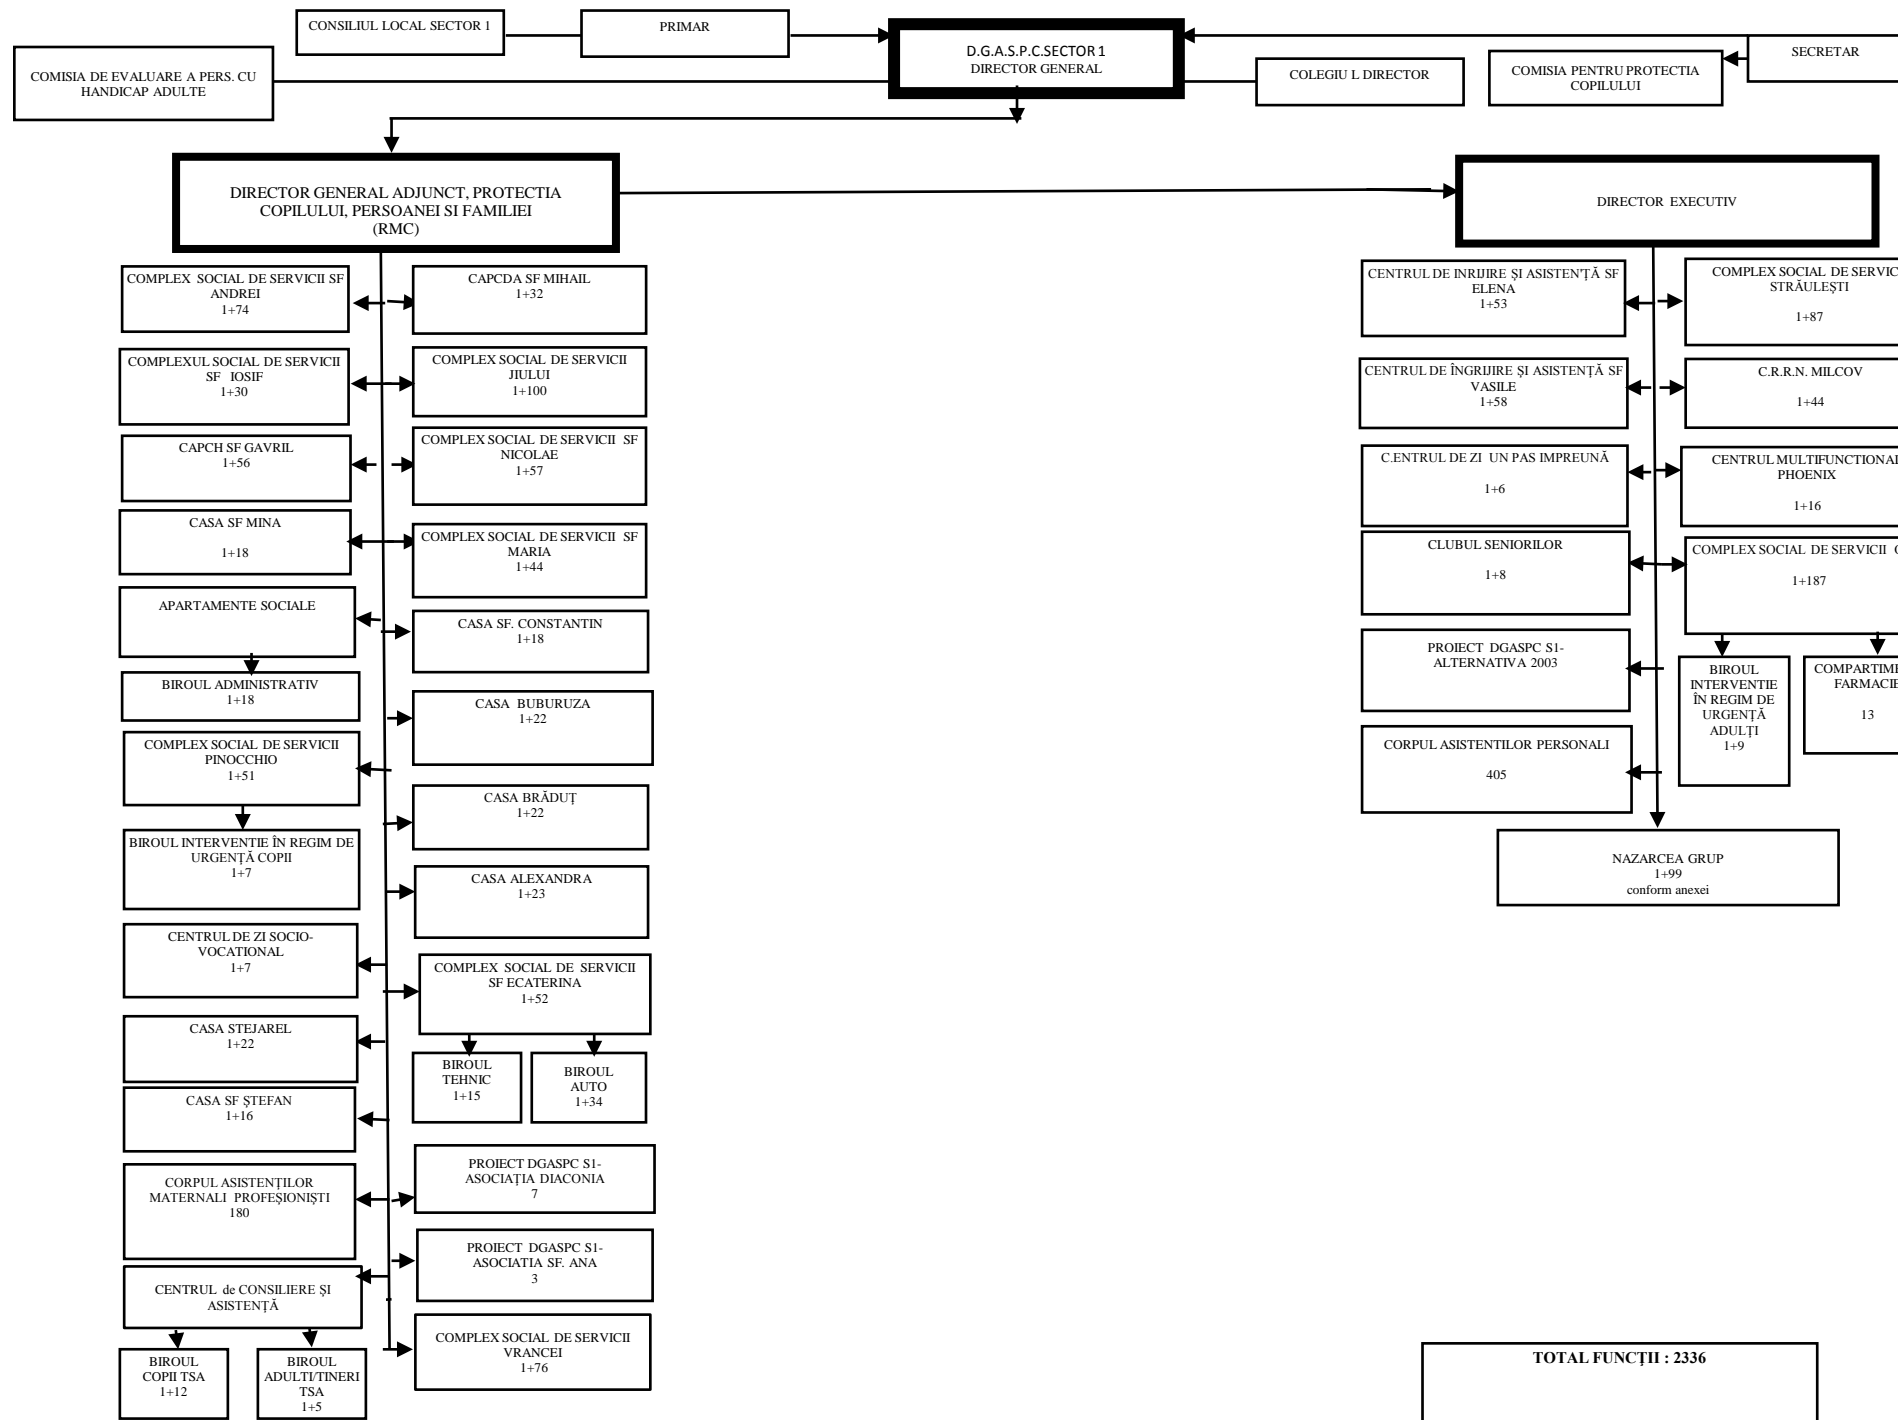 CONSILIUL LOCAL SECTOR 1
PRIMAR
D.G.A.S.P.C.SECTOR 1
DIRECTOR GENERAL
SECRETAR
COMISIA DE EVALUARE A PERS. CU
HANDICAP ADULTE
COLEGIU L DIRECTOR
COMISIA PENTRU PROTECTIA
COPILULUI
DIRECTOR GENERAL ADJUNCT, PROTECTIA
COPILULUI, PERSOANEI SI FAMILIEI
(RMC)
DIRECTOR EXECUTIV
COMPLEX SOCIAL DE SERVICII SF
ANDREI
1+74
CAPCDA SF MIHAIL
1+32
COMPLEXUL SOCIAL DE SERVICII
SF IOSIF
1+30
COMPLEX SOCIAL DE SERVICII
JIULUI
1+100
CAPCH SF GAVRIL
1+56
COMPLEX SOCIAL DE SERVICII SF
NICOLAE
1+57
CASA SF MINA
1+18
COMPLEX SOCIAL DE SERVICII SF
MARIA
1+44
APARTAMENTE SOCIALE
CASA SF. CONSTANTIN
1+18
BIROUL ADMINISTRATIV
1+18
CASA BUBURUZA
1+22
COMPLEX SOCIAL DE SERVICII
PINOCCHIO
1+51
CASA BRĂDUȚ
1+22
BIROUL INTERVENTIE ÎN REGIM DE
URGENȚĂ COPII
1+7
CASA ALEXANDRA
1+23
CENTRUL DE ZI SOCIO-
VOCATIONAL
1+7
COMPLEX SOCIAL DE SERVICII
SF ECATERINA
1+52
CASA STEJAREL
1+22
BIROUL
TEHNIC
1+15
BIROUL
AUTO
1+34
CASA SF ȘTEFAN
1+16
CORPUL ASISTENȚILOR
MATERNALI PROFEȘIONIȘTI
180
PROIECT DGASPC S1-
ASOCIAȚIA DIACONIA
7
PROIECT DGASPC S1-
ASOCIATIA SF. ANA
3
CENTRUL de CONSILIERE ȘI
ASISTENȚĂ
COMPLEX SOCIAL DE SERVICII
VRANCEI
1+76
BIROUL
COPII TSA
1+12
BIROUL
ADULTI/TINERI
TSA
1+5
CENTRUL DE INRIJIRE ȘI ASISTENȚĂ SF
ELENA
1+53
COMPLEX SOCIAL DE SERVIC
STRĂULEȘTI
1+87
CENTRUL DE ÎNGRIJIRE ȘI ASISTENȚĂ SF
VASILE
1+58
C.R.R.N. MILCOV
1+44
C.ENTRUL DE ZI UN PAS IMPREUNĂ
1+6
CENTRUL MULTIFUNCTIONAL
PHOENIX
1+16
CLUBUL SENIORILOR
1+8
COMPLEX SOCIAL DE SERVICII
1+187
PROIECT DGASPC S1-
ALTERNATIVA 2003
BIROUL
INTERVENTIE
ÎN REGIM DE
URGENȚĂ
ADULȚI
1+9
COMPARTIME
FARMACIE
13
CORPUL ASISTENTILOR PERSONALI
405
NAZARCEA GRUP
1+99
conform anexei
TOTAL FUNCȚII : 2336